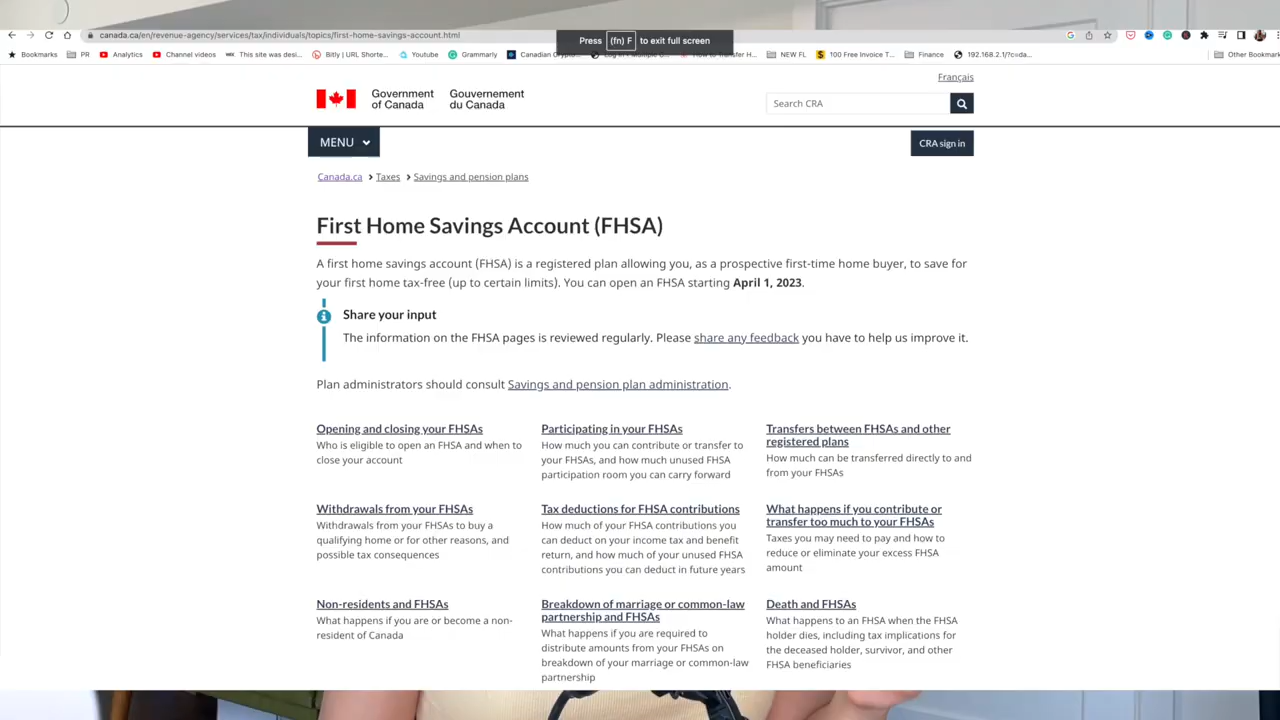 canada.ca/en/revenue-agency/services/tax/individuals/topics/first-home-savings-account.html
Press (fn) F to exit full screen
Bookmarks
PR
Analytics
Channel videos
This site was desi...
Bitly | URL Shorte...
Youtube
Grammarly
Canadian
NEW FL
100 Free Invoice T...
Finance
192.168.2.1/?c=da...
Other Bookmark
Français
Government
of Canada
Gouvernement
du Canada
Search CRA
MENU
CRA sign in
Canada.ca > Taxes > Savings and pension plans
First Home Savings Account (FHSA)
A first home savings account (FHSA) is a registered plan allowing you, as a prospective first-time home buyer, to save for
your first home tax-free (up to certain limits). You can open an FHSA starting April 1, 2023.
Share your input
The information on the FHSA pages is reviewed regularly. Please share any feedback you have to help us improve it.
Plan administrators should consult Savings and pension plan administration.
Opening and closing your FHSAs
Who is eligible to open an FHSA and when to
close your account
Participating in your FHSAs
How much you can contribute or transfer to
your FHSAs, and how much unused FHSA
participation room you can carry forward
Transfers between FHSAs and other
registered plans
How much can be transferred directly to and
from your FHSAs
Withdrawals from your FHSAs
Withdrawals from your FHSAs to buy a
qualifying home or for other reasons, and
possible tax consequences
Tax deductions for FHSA contributions
How much of your FHSA contributions you
can deduct on your income tax and benefit
return, and how much of your unused FHSA
contributions you can deduct in future years
What happens if you contribute or
transfer too much to your FHSAs
Taxes you may need to pay and how to
reduce or eliminate your excess FHSA
amount
Non-residents and FHSAs
What happens if you are or become a non-
resident of Canada
Breakdown of marriage or common-law
partnership and FHSAs
What happens if you are required to
distribute amounts from your FHSAs on
breakdown of your marriage or common-law
partnership
Death and FHSAs
What happens to an FHSA when the FHSA
holder dies, including tax implications for
the deceased holder, survivor, and other
FHSA beneficiaries